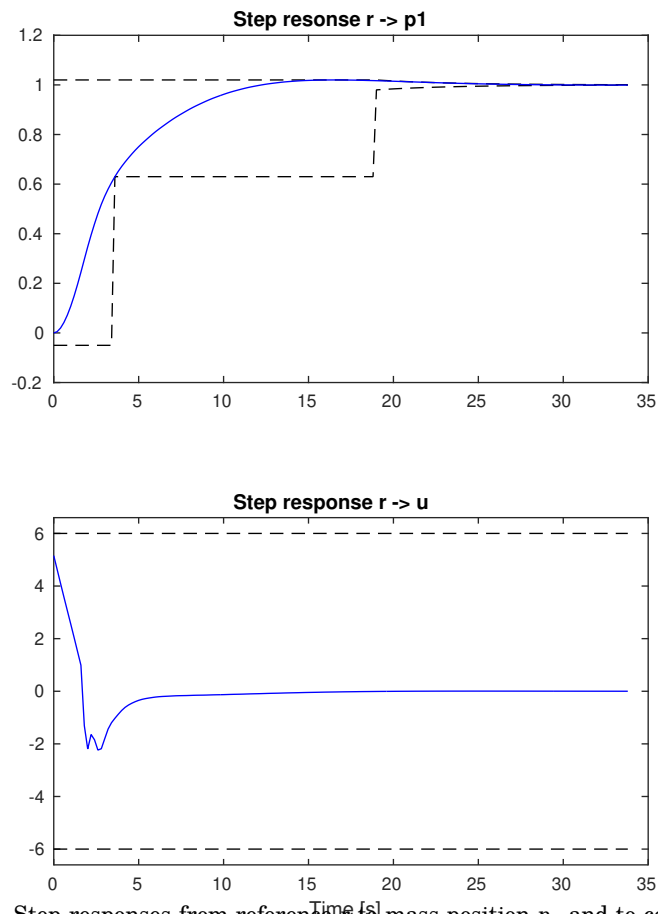 Step resonse r -> p1
1.2
1
0.8
0.6
0.4
0.2
0
-0.2
0 5 10 15 20 25 30 35
Step response r -> u
6
4
2
0
-2
-4
-6
0 5 10 15 20 25 30 35
Time [s]
Step responses from reference to mass position p and to